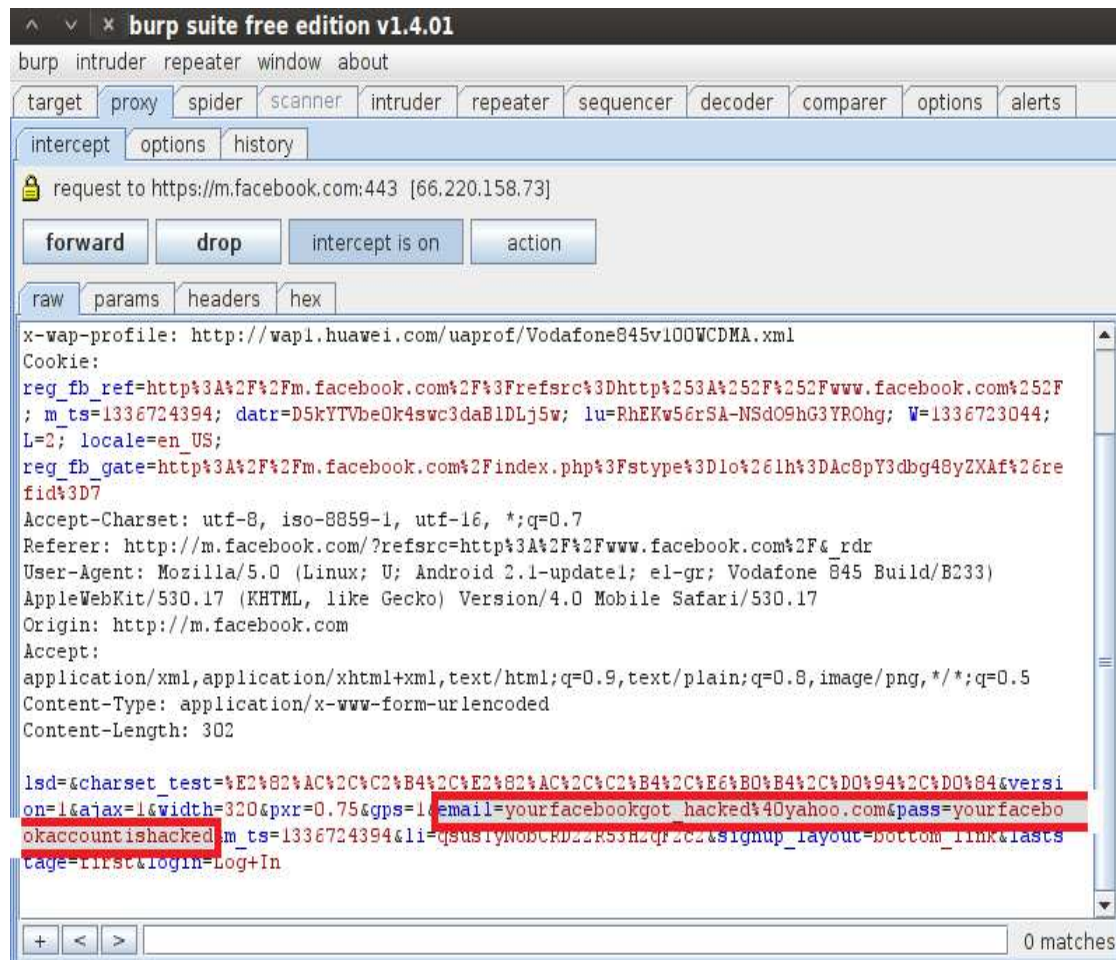 burp suite free edition v1.4.01
burp intruder repeater window about
target proxy spider scanner intruder repeater sequencer decoder comparer options alerts
intercept options history
request to https://m.facebook.com:443 [66.220.158.73]
forward drop intercept is on action
raw params headers hex
x-wap-profile: http://wap1.huawei.com/uaprof/Vodafone845v100WCDMA.xml
Cookie:
reg_fb_ref=http%3A%2F%2Fm.facebook.com%2F%3Frefsrc%3Dhttp%253A%252F%252Fwww.facebook.com%252F
; m_ts=1336724394; datr=D5kYTVbeOk4swc3daBlDLj5w; lu=RhEKw56rSA-NSdO9hG3YROhg; W=1336723044;
L=2; locale=en_US;
reg_fb_gate=http%3A%2F%2Fm.facebook.com%2Findex.php%3Fstype%3Dlo%26lh%3DAc8pY3dbg48yZXAf%26re
fid%3D7
Accept-Charset: utf-8, iso-8859-1, utf-16, *;q=0.7
Referer: http://m.facebook.com/?refsrc=http%3A%2F%2Fwww.facebook.com%2F&_rdr
User-Agent: Mozilla/5.0 (Linux; U; Android 2.1-update1; el-gr; Vodafone 845 Build/B233)
AppleWebKit/530.17 (KHTML, like Gecko) Version/4.0 Mobile Safari/530.17
Origin: http://m.facebook.com
Accept:
application/xml,application/xhtml+xml,text/html;q=0.9,text/plain;q=0.8,image/png,*/*;q=0.5
Content-Type: application/x-www-form-urlencoded
Content-Length: 302
lsd=&charset_test=%E2%82%AC%2C%C2%B4%2C%E2%82%AC%2C%C2%B4%2C%E6%B0%B4%2C%D0%94%2C%D0%84&versi
on=1&ajax=1&width=320&pxr=0.75&gps=1&email=yourfacebookgot_hacked%40yahoo.com&pass=yourfacebo
okaccountishacked m_ts=1336724394&li= &signup_layout=bottom_link&lasts
tage=first&login=Log+In
+ < > 0 matches